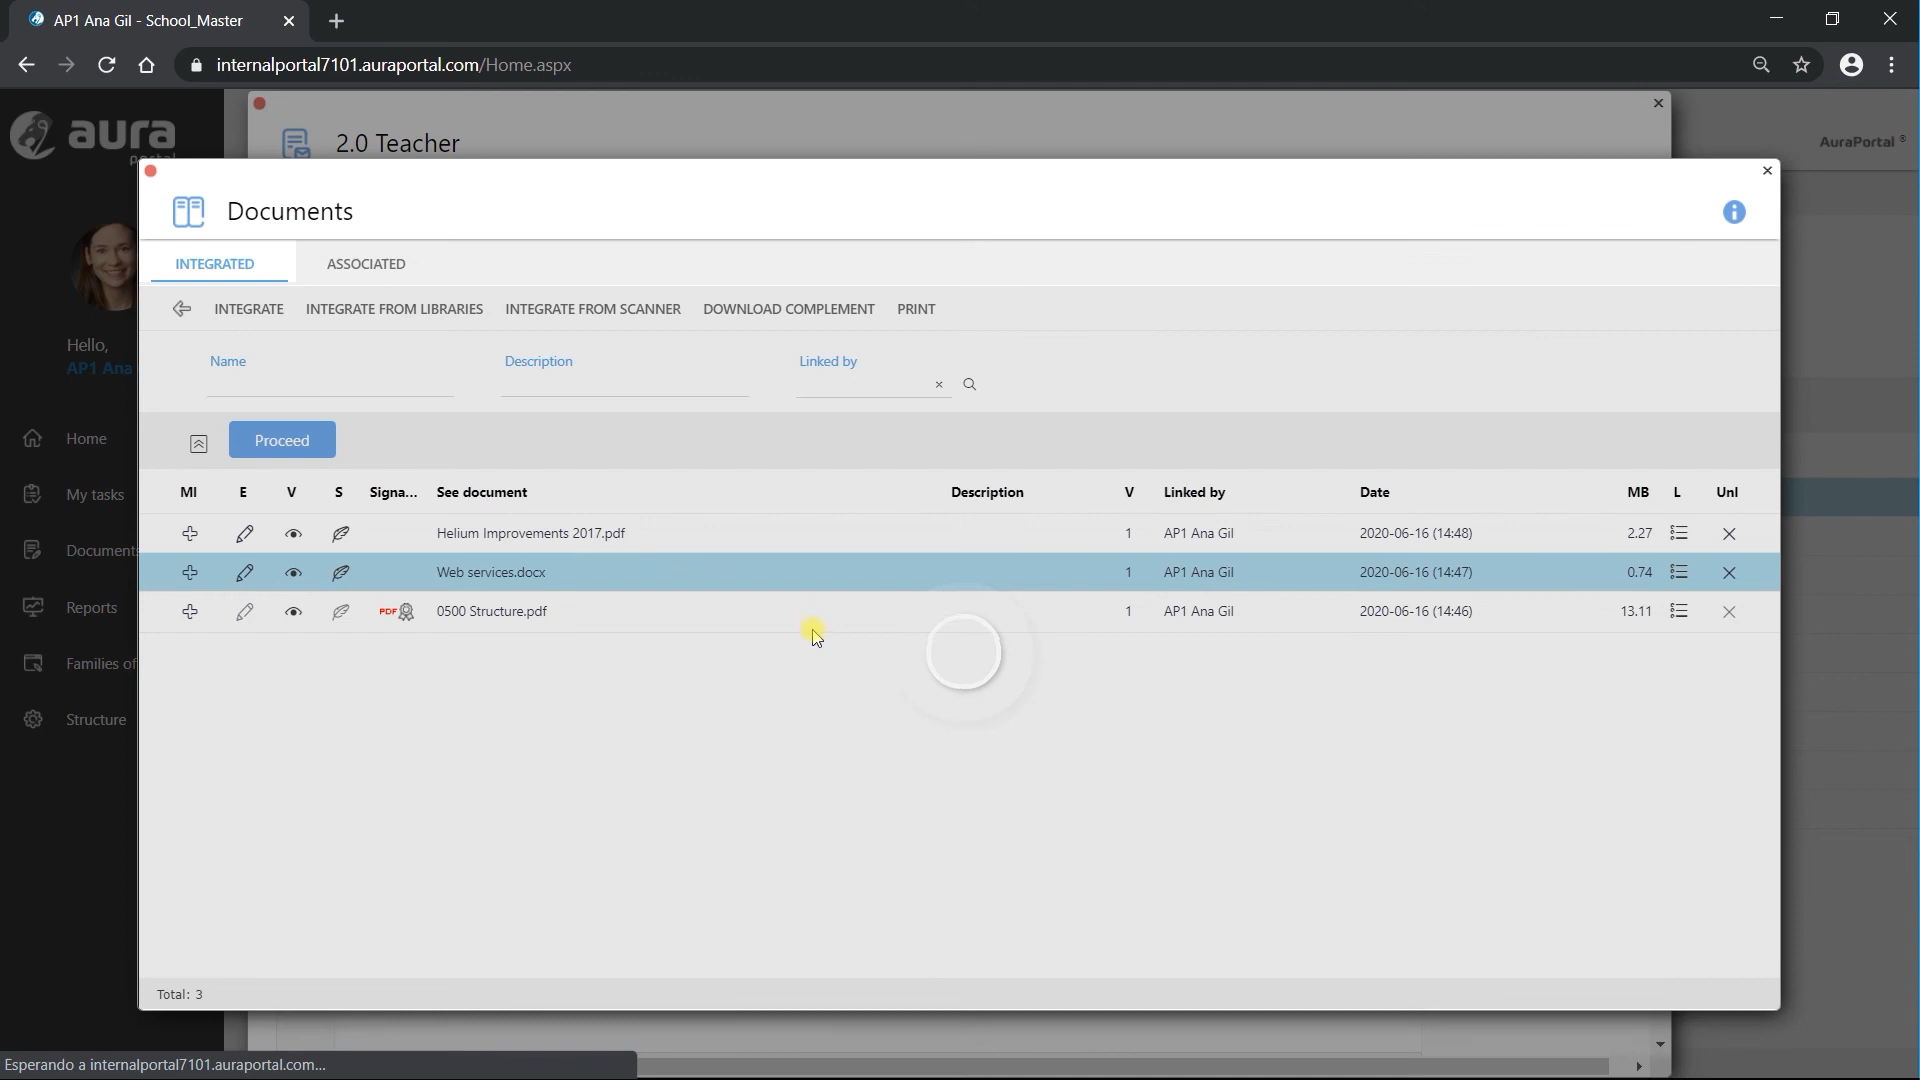 AP1 Ana Gil - School_Master
internalportal7101.auraportal.com/Home.aspx
aura
2.0 Teacher
AuraPortal ®
Documents
INTEGRATED ASSOCIATED
INTEGRATE INTEGRATE FROM LIBRARIES INTEGRATE FROM SCANNER DOWNLOAD COMPLEMENT PRINT
Hello,
AP1 Ana
Name Description Linked by
Proceed
Home
My tasks
Documents
Reports
Families of
Structure
MI E V S Signa... See document Description V Linked by Date MB L Unl
Helium Improvements 2017.pdf 1 AP1 Ana Gil 2020-06-16 (14:48) 2.27
Web services.docx 1 AP1 Ana Gil 2020-06-16 (14:47) 0.74
PDF 0500 Structure.pdf 1 AP1 Ana Gil 2020-06-16 (14:46) 13.11
Total: 3
Esperando a internalportal7101.auraportal.com...